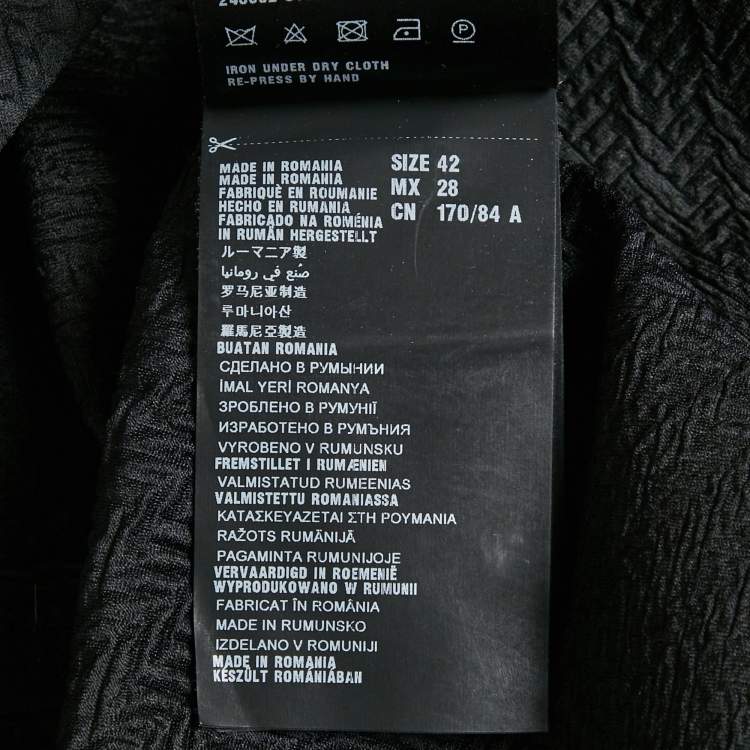 IRON UNDER DRY CLOTH
RE-PRESS BY HAND
MADE IN ROMANIA
MADE IN ROMANIA
FABRIQUÉ EN ROUMANIE
HECHO EN RUMANIA
FABRICADO NA ROMÉNIA
IN RUMÄN HERGESTELLT
ルーマニア製
صُنع في رومانيا
罗马尼亚制造
루마니아산
羅馬尼亞製造
BUATAN ROMANIA
СДЕЛАНО В РУМЫНИИ
İMAL YERİ ROMANYA
ЗРОБЛЕНО В РУМУНІЇ
ИЗРАБОТЕНО В РУМЪНИЯ
VYROBENO V RUMUNSKU
FREMSTILLET I RUMÆNIEN
VALMISTATUD RUMEENIAS
VALMISTETTU ROMANIASSA
ΚΑΤΑΣΚΕΥΑΖΕΤΑΙ ΣΤΗ ΡΟΥΜΑΝΙΑ
RAŽOTS RUMĀNIJĀ
PAGAMINTA RUMUNIJOJE
VERVAARDIGD IN ROEMENIË
WYPRODUKOWANO W RUMUNII
FABRICAT ÎN ROMÂNIA
MADE IN RUMUNSKO
IZDELANO V ROMUNIJI
MADE IN ROMANIA
KÉSZÜLT ROMÁNIÁBAN
SIZE 42
MX 28
CN 170/84 A